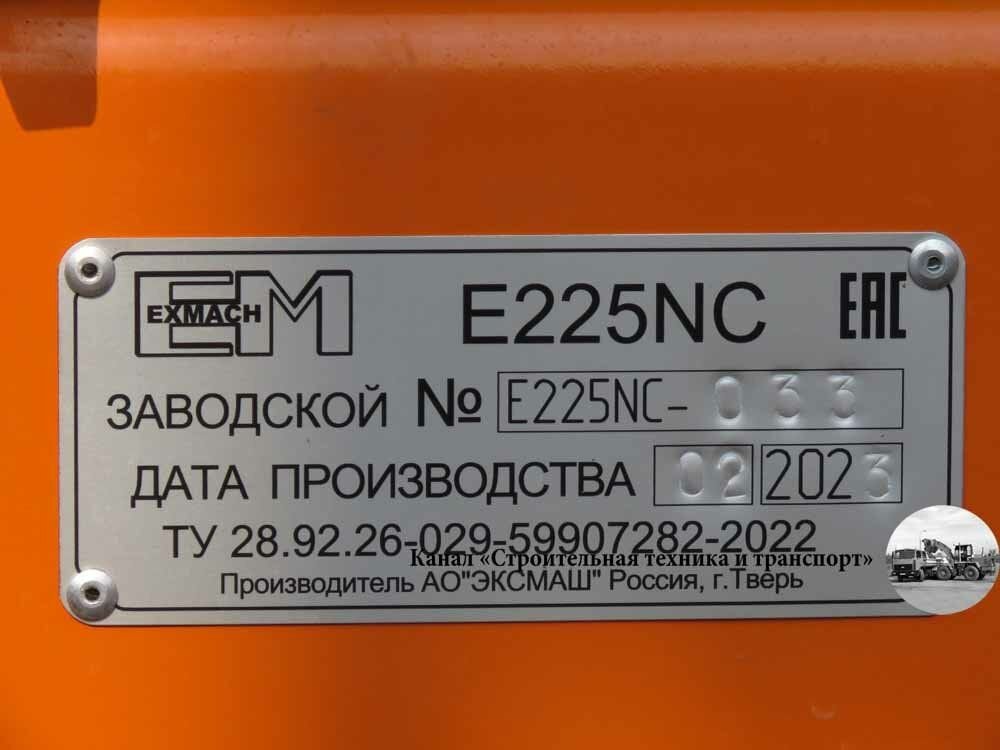 EM EXMACH E225NC EAC
ЗАВОДСКОЙ № E225NC- 033
ДАТА ПРОИЗВОДСТВА 02 2023
ТУ 28.92.26-029-59907282-2022
Канал «Строительная техника и транспорт»
Производитель АО"ЭКСМАШ" Россия, г.Тверь